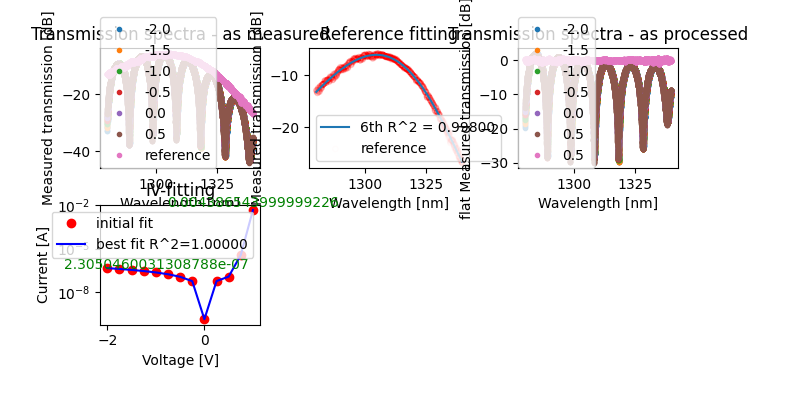 Transmission spectra - as measured
Measured transmission [dB]
−20
−40
1300
1325
Wavelength [nm]
-2.0
-1.5
-1.0
-0.5
0.0
0.5
reference
Reference fitting
Measured transmission [dB]
−10
−20
1300
1325
Wavelength [nm]
6th R^2 = 0.99800
reference
Transmission spectra - as processed
flat Measured transmission [dB]
0
−10
−20
−30
1300
1325
Wavelength [nm]
-2.0
-1.5
-1.0
-0.5
0.0
0.5
0.5
IV-fitting
Current [A]
10−2
10−5
10−8
−2
0
Voltage [V]
initial fit
best fit R^2=1.00000
2.3050460031308788e-07